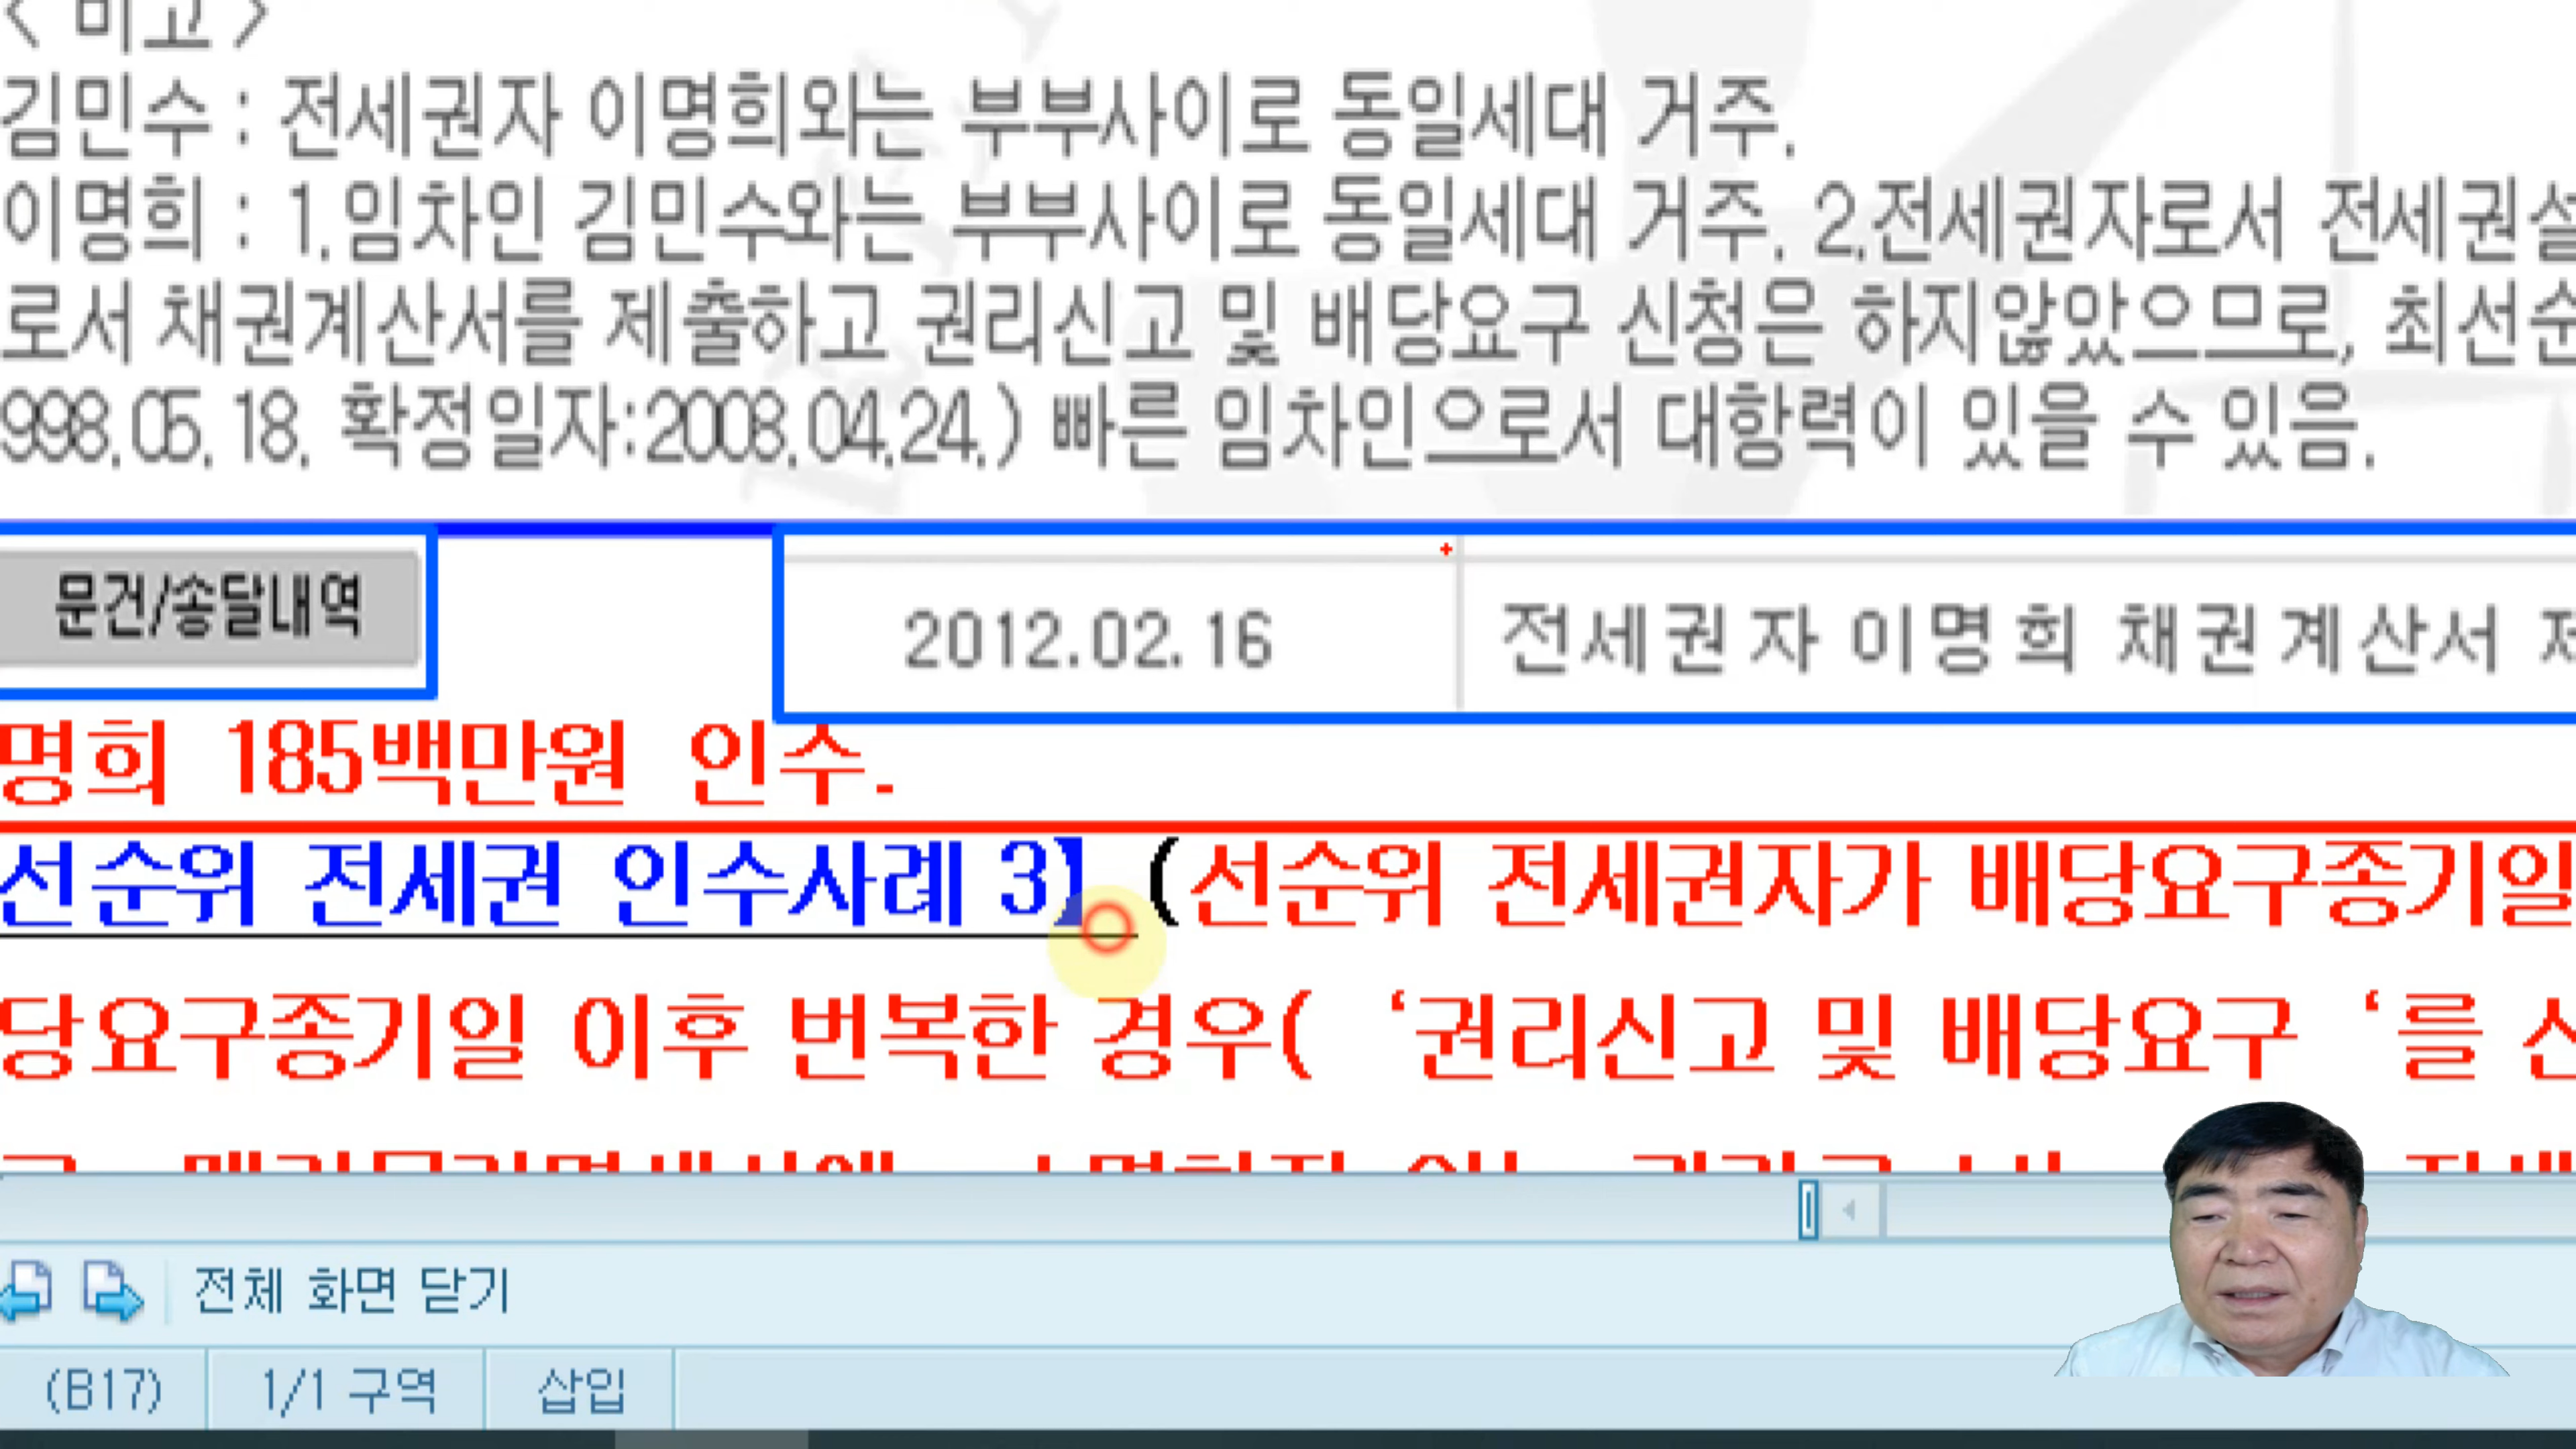 < 비고 >
김민수 : 전세권자 이명희와는 부부사이로 동일세대 거주.
이명희 : 1.임차인 김민수와는 부부사이로 동일세대 거주. 2.전세권자로서 전세권설
로서 채권계산서를 제출하고 권리신고 및 배당요구 신청은 하지않았으므로, 최선순
998.05.18. 확정일자:2008.04.24.) 빠른 임차인으로서 대항력이 있을 수 있음.
문건/송달내역
2012.02.16 전세권자 이명희 채권계산서 제
명희 185백만원 인수.
선순위 전세권 인수사례 3】 (선순위 전세권자가 배당요구종기일
당요구종기일 이후 번복한 경우( ‘권리신고 및 배당요구 ‘를
전체 화면 닫기
(B17) 1/1 구역 삽입